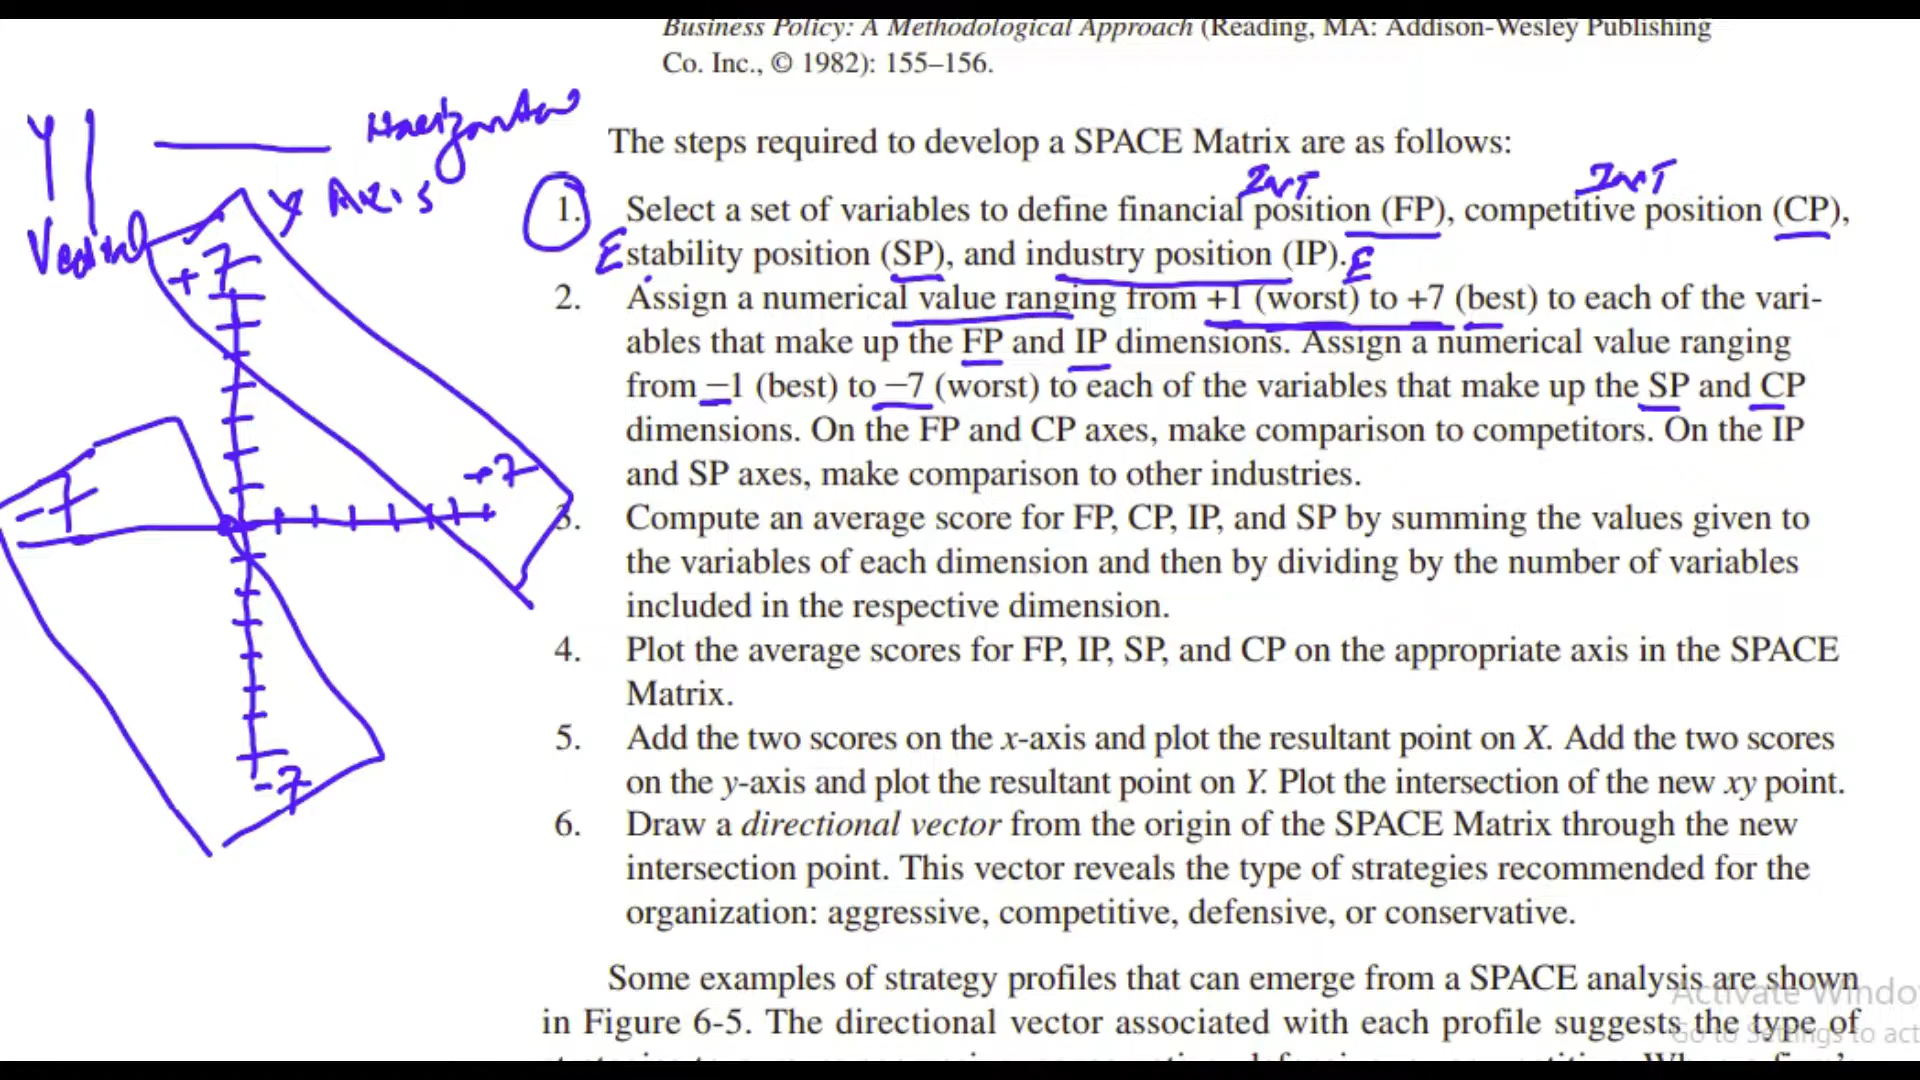 Business Policy: A Methodological Approach (Reading, MA: Addison-Wesley Publishing
Co. Inc., © 1982): 155–156.
Y
Horizontal
X Axis
Vertical
The steps required to develop a SPACE Matrix are as follows:
Int Int
1. Select a set of variables to define financial position (FP), competitive position (CP),
E stability position (SP), and industry position (IP). E
+7
2. Assign a numerical value ranging from +1 (worst) to +7 (best) to each of the vari-
ables that make up the FP and IP dimensions. Assign a numerical value ranging
from −1 (best) to −7 (worst) to each of the variables that make up the SP and CP
dimensions. On the FP and CP axes, make comparison to competitors. On the IP
and SP axes, make comparison to other industries.
+7
-7
3. Compute an average score for FP, CP, IP, and SP by summing the values given to
the variables of each dimension and then by dividing by the number of variables
included in the respective dimension.
4. Plot the average scores for FP, IP, SP, and CP on the appropriate axis in the SPACE
Matrix.
5. Add the two scores on the x-axis and plot the resultant point on X. Add the two scores
on the y-axis and plot the resultant point on Y. Plot the intersection of the new xy point.
-7
6. Draw a directional vector from the origin of the SPACE Matrix through the new
intersection point. This vector reveals the type of strategies recommended for the
organization: aggressive, competitive, defensive, or conservative.
Some examples of strategy profiles that can emerge from a SPACE analysis are shown
in Figure 6-5. The directional vector associated with each profile suggests the type of
Activate Windo
Go to Settings to act